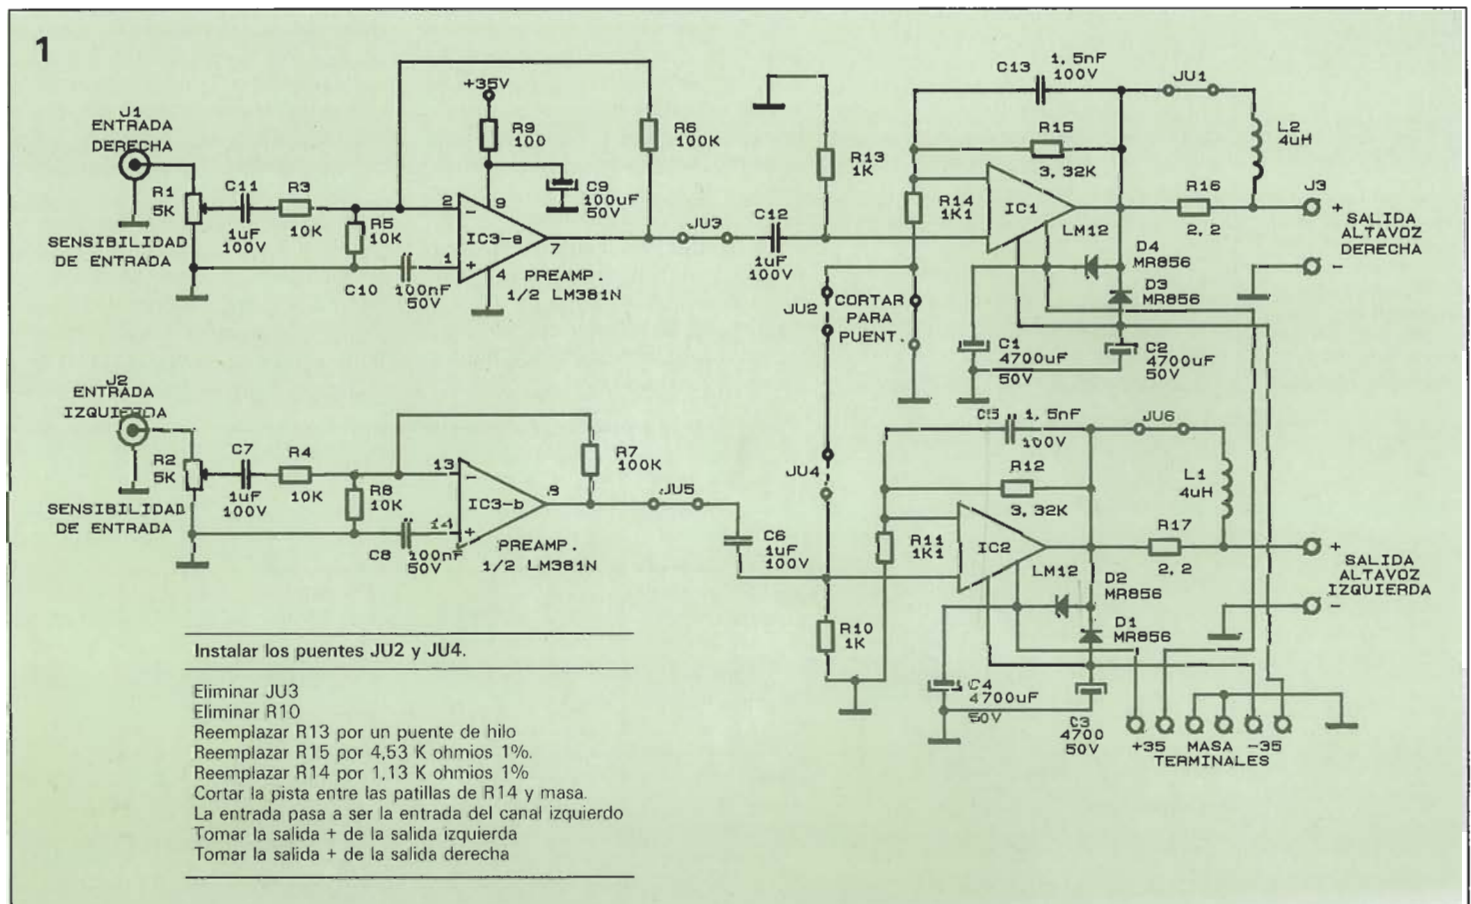 1
J1
ENTRADA
DERECHA
R1
5K
SENSIBILIDAD
DE ENTRADA
C11
1uF
100V
R3
10K
R5
10K
C10
100nF
50V
+35V
R9
100
C9
100uF
50V
2
-
9
IC3-a
7
1
+
4
PREAMP.
1/2 LM381N
R6
100K
JU3
C12
1uF
100V
R13
1K
C13
1,5nF
100V
JU1
R15
3,32K
L2
4uH
R14
1K1
IC1
LM12
R16
2,2
J3
+
SALIDA
ALTAVOZ
DERECHA
-
D4
MR856
D3
MR856
JU2
CORTAR
PARA
PUENT.
C1
4700uF
50V
C2
4700uF
50V
J2
ENTRADA
IZQUIERDA
R2
5K
SENSIBILIDAD
DE ENTRADA
C7
1uF
100V
R4
10K
R8
10K
C8
100nF
50V
13
-
IC3-b
8
14
+
PREAMP.
1/2 LM381N
R7
100K
JU5
C6
1uF
100V
JU4
C5
1,5nF
100V
JU6
R12
3,32K
L1
4uH
R11
1K1
IC2
LM12
R17
2,2
+
SALIDA
ALTAVOZ
IZQUIERDA
-
D2
MR856
D1
MR856
R10
1K
C4
4700uF
50V
C3
4700
50V
+35 MASA -35
TERMINALES
Instalar los puentes JU2 y JU4.
Eliminar JU3
Eliminar R10
Reemplazar R13 por un puente de hilo
Reemplazar R15 por 4,53 K ohmios 1%.
Reemplazar R14 por 1,13 K ohmios 1%
Cortar la pista entre las patillas de R14 y masa.
La entrada pasa a ser la entrada del canal izquierdo
Tomar la salida + de la salida izquierda
Tomar la salida + de la salida derecha